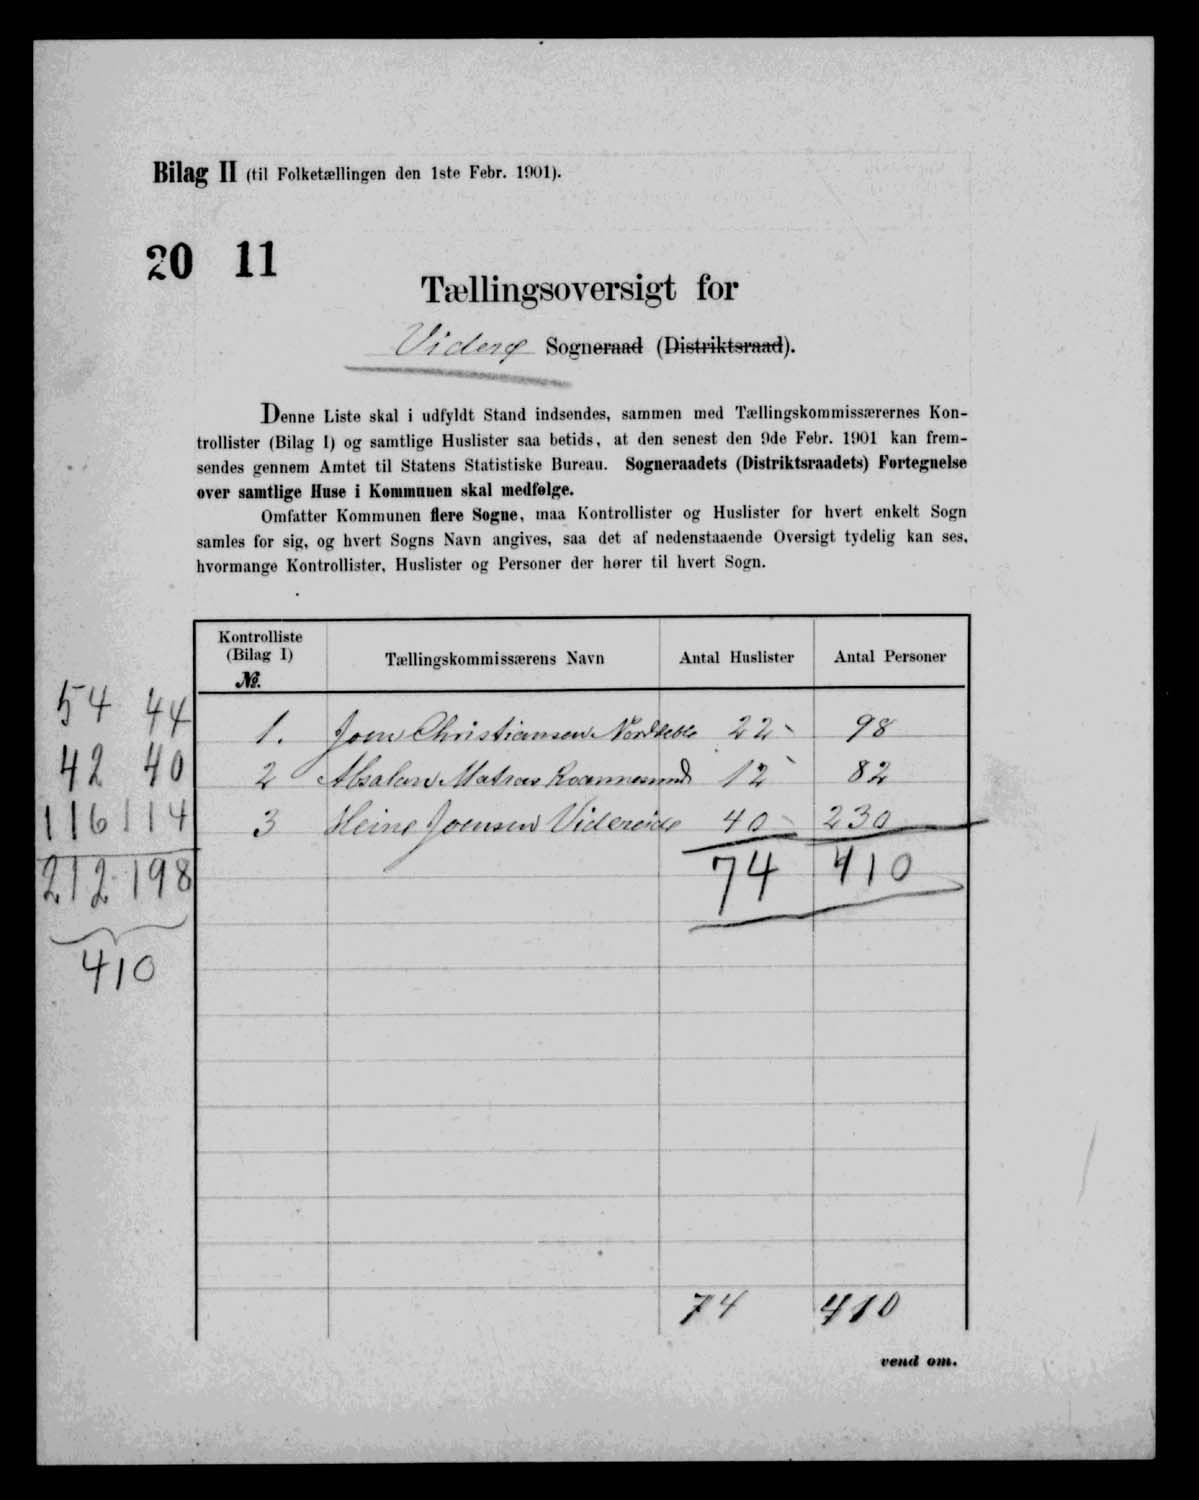 Bilag II (til Folketællingen den 1ste Febr. 1901).
20 11
Tællingsoversigt for
Viderø Sogneraad (Distriktsraad).
Denne Liste skal i udfyldt Stand indsendes, sammen med Tællingskommissærernes Kon-
trollister (Bilag I) og samtlige Huslister saa betids, at den senest den 9de Febr. 1901 kan frem-
sendes gennem Amtet til Statens Statistiske Bureau. Sogneraadets (Distriktsraadets) Fortegnelse
over samtlige Huse i Kommunen skal medfølge.
Omfatter Kommunen flere Sogne, maa Kontrollister og Huslister for hvert enkelt Sogn
samles for sig, og hvert Sogns Navn angives, saa det af nedenstaaende Oversigt tydelig kan ses,
hvormange Kontrollister, Huslister og Personer der hører til hvert Sogn.
Kontrolliste
(Bilag I)
No.
Tællingskommissærens Navn
Antal Huslister
Antal Personer
54 44 1. Joen Christiansen 22 98
42 40 2 Absalon Matras 12 82
116 114 3 Heine Joensen Videreide 40 230
212 198 74 410
410
74 410
vend om.